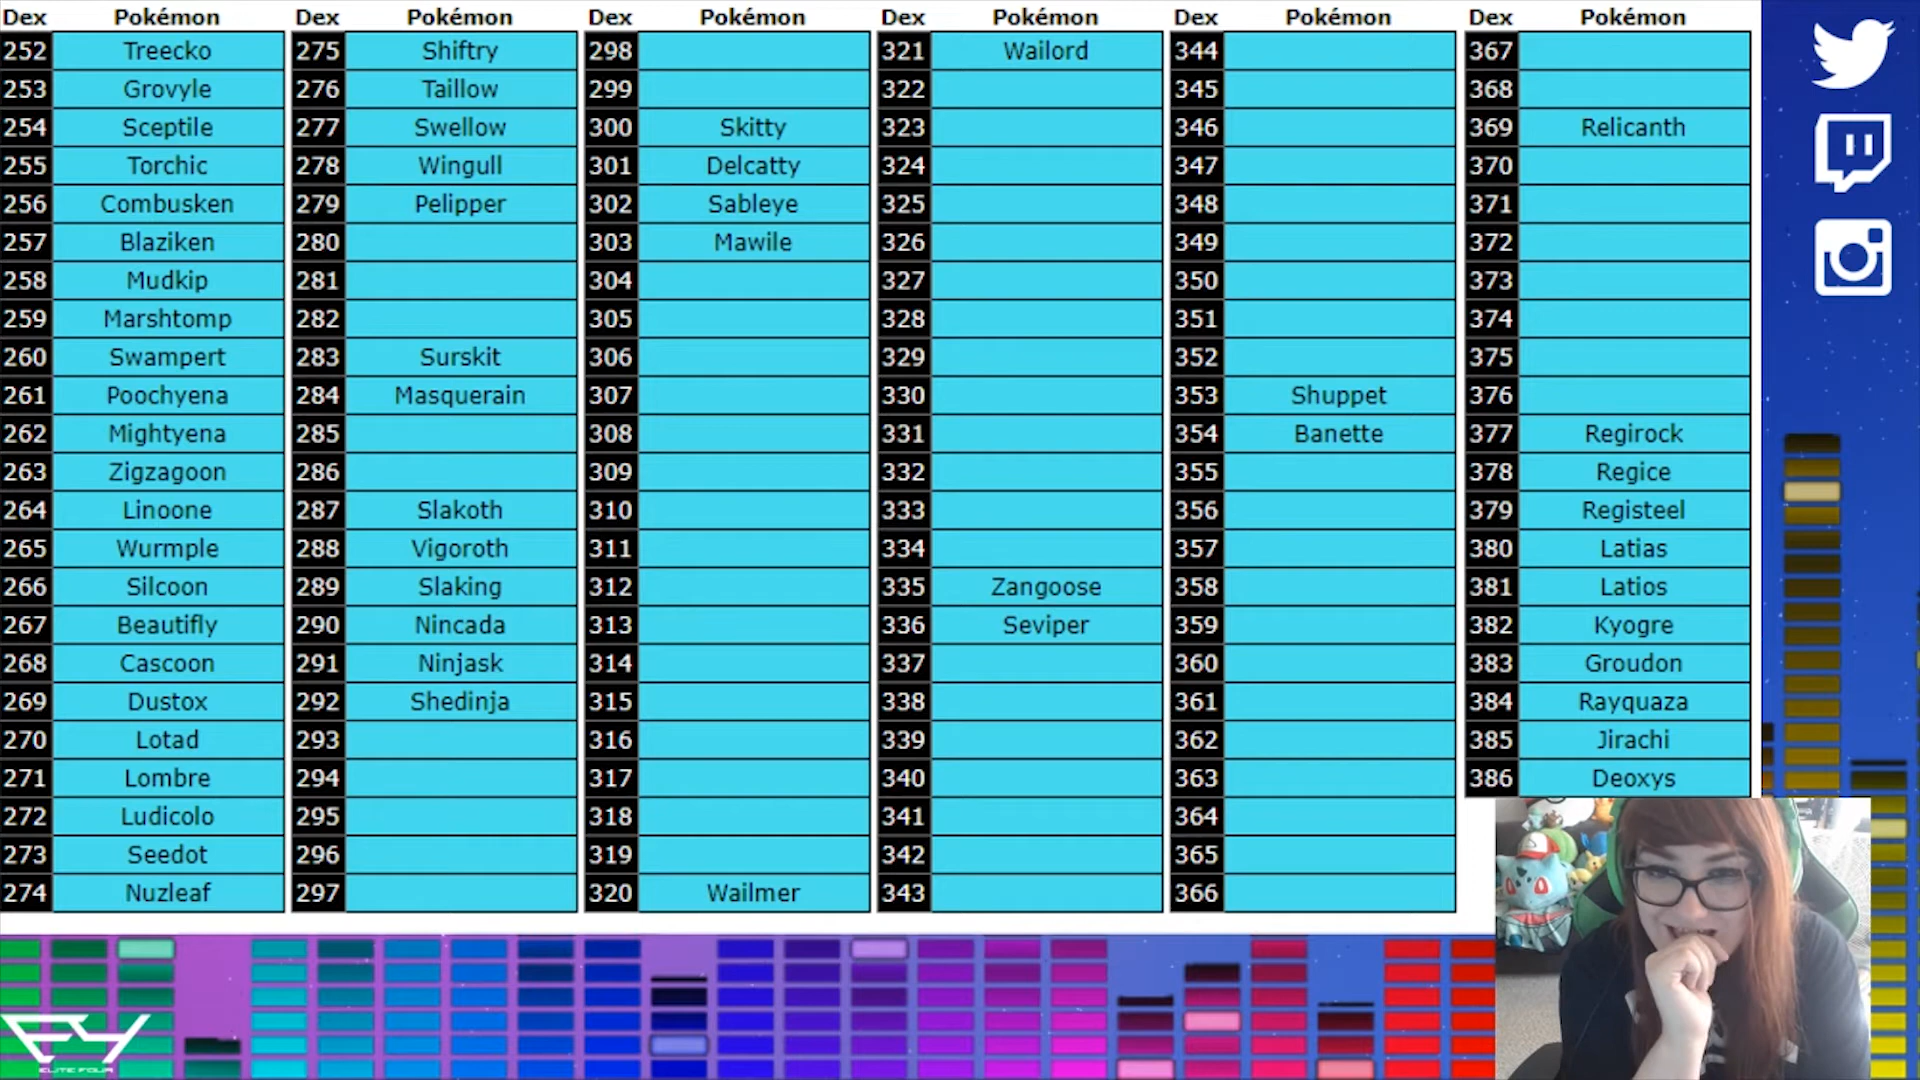 Dex Pokémon Dex Pokémon Dex Pokémon Dex Pokémon Dex Pokémon Dex Pokémon
252 Treecko 275 Shiftry 298 321 Wailord 344 367
253 Grovyle 276 Taillow 299 322 345 368
254 Sceptile 277 Swellow 300 Skitty 323 346 369 Relicanth
255 Torchic 278 Wingull 301 Delcatty 324 347 370
256 Combusken 279 Pelipper 302 Sableye 325 348 371
257 Blaziken 280 303 Mawile 326 349 372
258 Mudkip 281 304 327 350 373
259 Marshtomp 282 305 328 351 374
260 Swampert 283 Surskit 306 329 352 375
261 Poochyena 284 Masquerain 307 330 353 Shuppet 376
262 Mightyena 285 308 331 354 Banette 377 Regirock
263 Zigzagoon 286 309 332 355 378 Regice
264 Linoone 287 Slakoth 310 333 356 379 Registeel
265 Wurmple 288 Vigoroth 311 334 357 380 Latias
266 Silcoon 289 Slaking 312 335 Zangoose 358 381 Latios
267 Beautifly 290 Nincada 313 336 Seviper 359 382 Kyogre
268 Cascoon 291 Ninjask 314 337 360 383 Groudon
269 Dustox 292 Shedinja 315 338 361 384 Rayquaza
270 Lotad 293 316 339 362 385 Jirachi
271 Lombre 294 317 340 363 386 Deoxys
272 Ludicolo 295 318 341 364
273 Seedot 296 319 342 365
274 Nuzleaf 297 320 Wailmer 343 366
ELITE FOUR